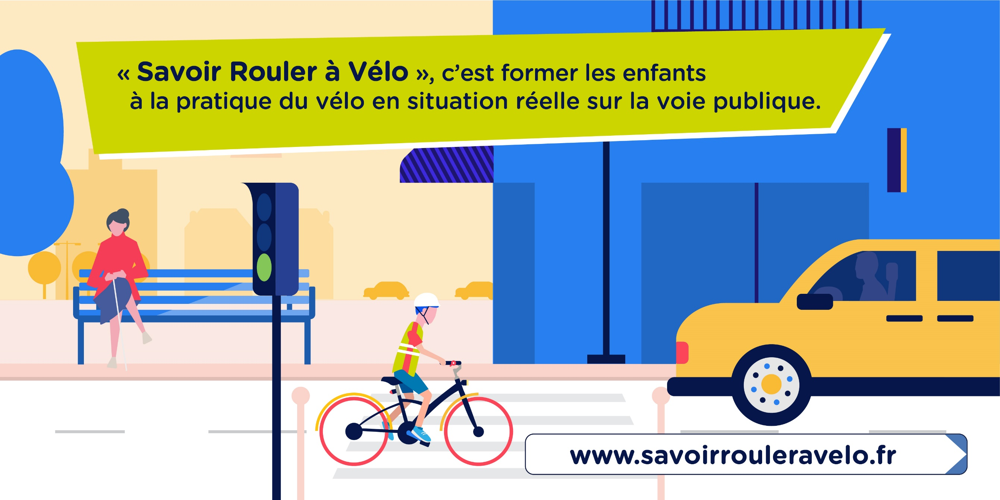 « Savoir Rouler à Vélo », c’est former les enfants
à la pratique du vélo en situation réelle sur la voie publique.
www.savoirrouleravelo.fr